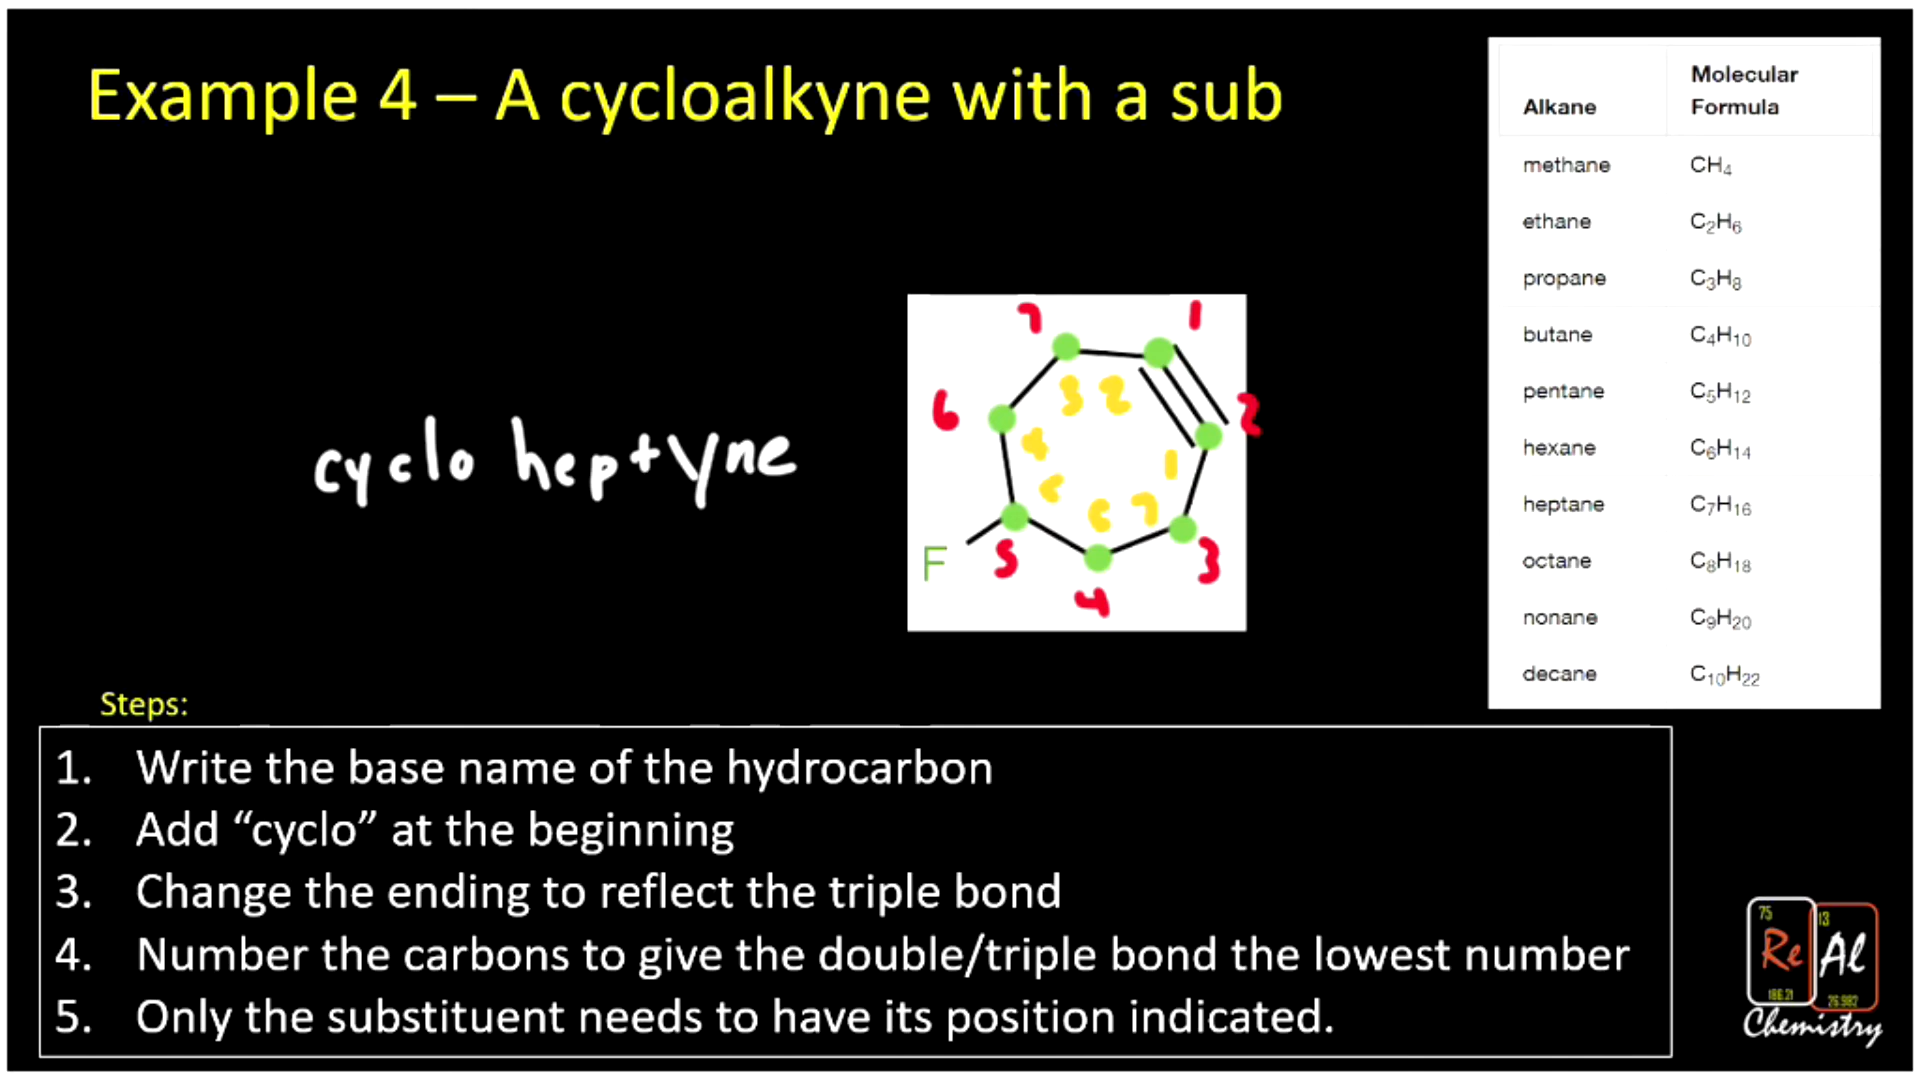 Example 4 – A cycloalkyne with a sub
Alkane Molecular Formula
methane CH₄
ethane C₂H₆
propane C₃H₈
butane C₄H₁₀
pentane C₅H₁₂
hexane C₆H₁₄
heptane C₇H₁₆
octane C₈H₁₈
nonane C₉H₂₀
decane C₁₀H₂₂
cyclo heptyne
7 1
3 2
6 2
4
1
5
6 7
F 5 3
4
Steps:
1. Write the base name of the hydrocarbon
2. Add “cyclo” at the beginning
3. Change the ending to reflect the triple bond
4. Number the carbons to give the double/triple bond the lowest number
5. Only the substituent needs to have its position indicated.
75 13
Re Al
186.21 26.982
Chemistry